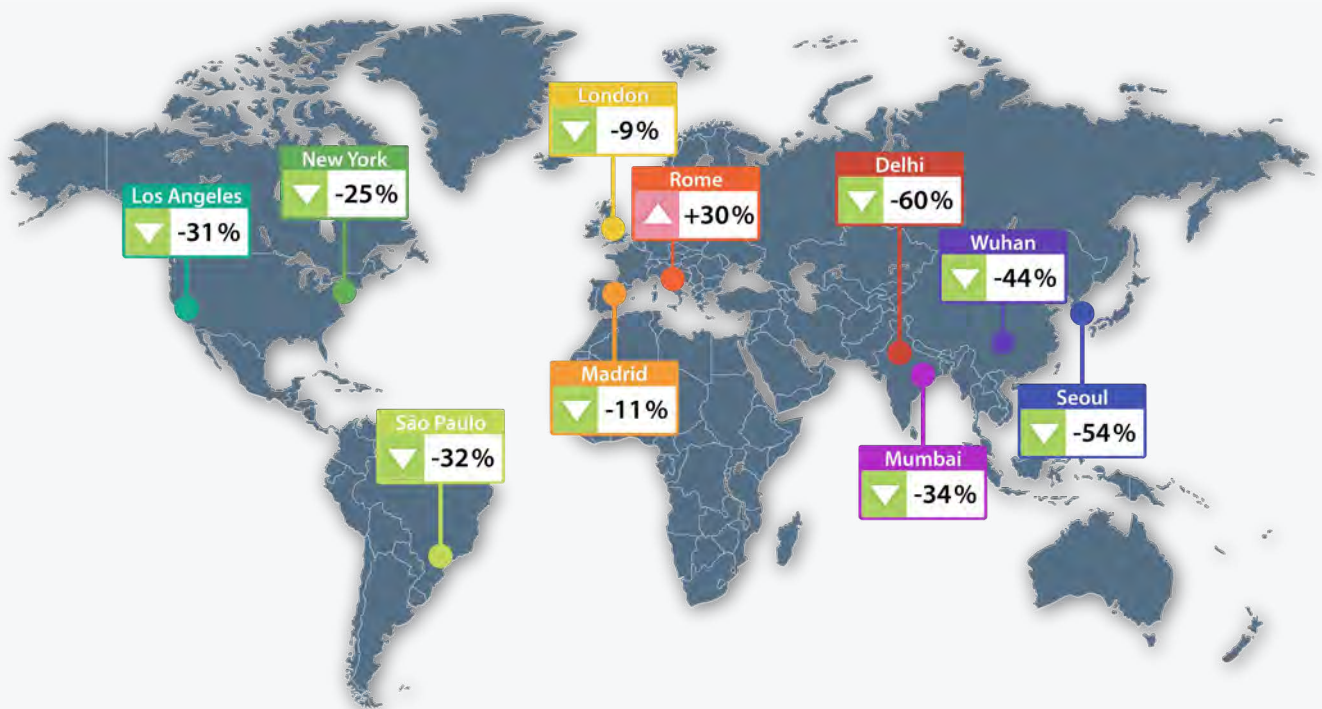 London
-9%
New York
-25%
Rome
+30%
Delhi
-60%
Los Angeles
-31%
Wuhan
-44%
Madrid
-11%
Seoul
-54%
São Paulo
-32%
Mumbai
-34%